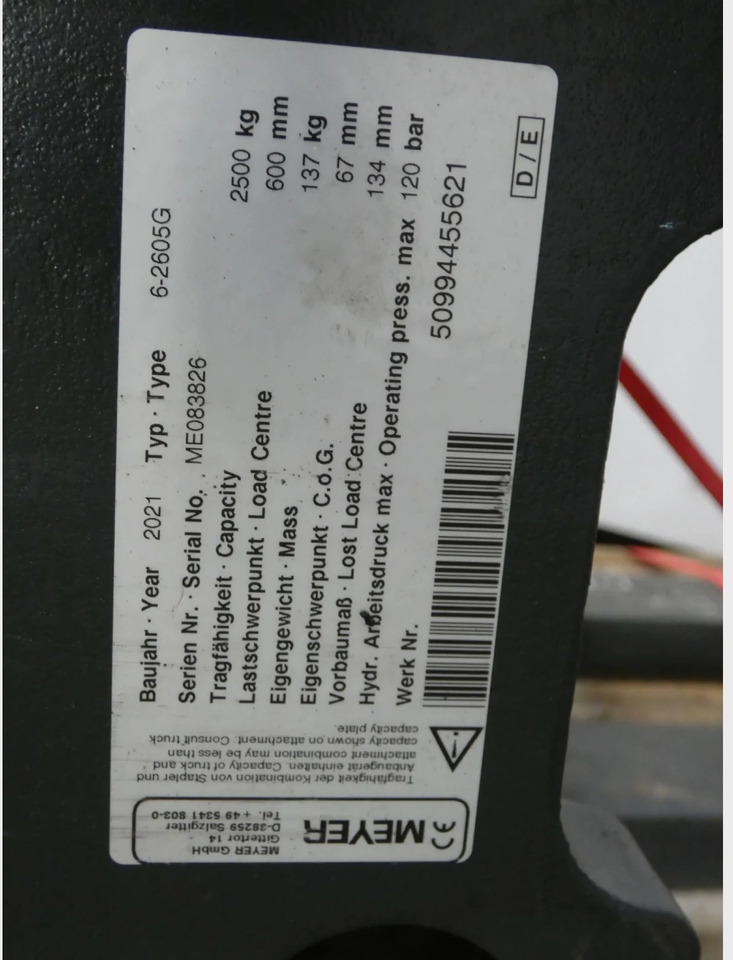 CE MEYER
MEYER GmbH
Gittertor 14
D-38259 Salzgitter
Tel. + 49 5341 803-0
Tragfähigkeit der Kombination von Stapler und
Anbaugerät einhalten. Capacity of truck and
attachment combination may be less than
capacity shown on attachment. Consult truck
capacity plate.
Baujahr · Year 2021 Typ · Type 6-2605G
Serien Nr. · Serial No. ME083826
Tragfähigkeit · Capacity 2500 kg
Lastschwerpunkt · Load Centre 600 mm
Eigengewicht · Mass 137 kg
Eigenschwerpunkt · C.o.G. 67 mm
Vorbaumaß · Lost Load Centre 134 mm
Hydr. Arbeitsdruck max · Operating press. max 120 bar
Werk Nr. 50994455621
D / E